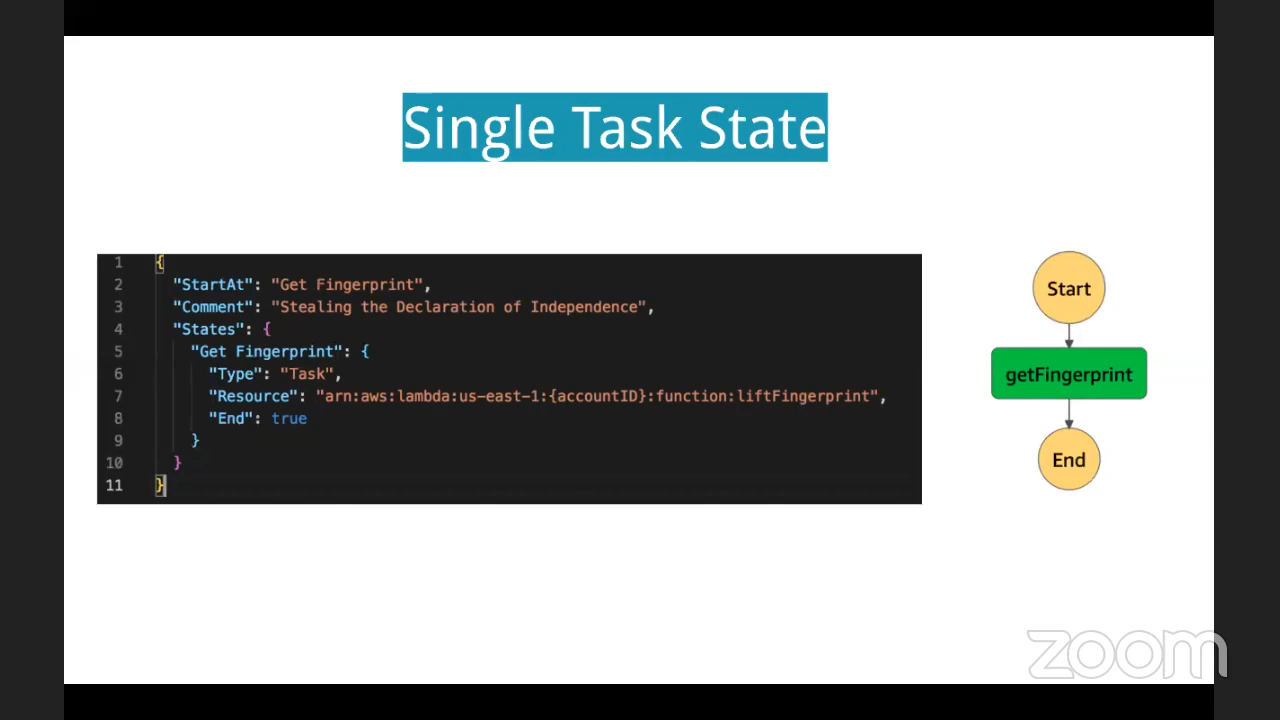 Single Task State
1 {
2 "StartAt": "Get Fingerprint",
3 "Comment": "Stealing the Declaration of Independence",
4 "States": {
5 "Get Fingerprint": {
6 "Type": "Task",
7 "Resource": "arn:aws:lambda:us-east-1:{accountID}:function:liftFingerprint",
8 "End": true
9 }
10 }
11 }
Start
getFingerprint
End
zoom